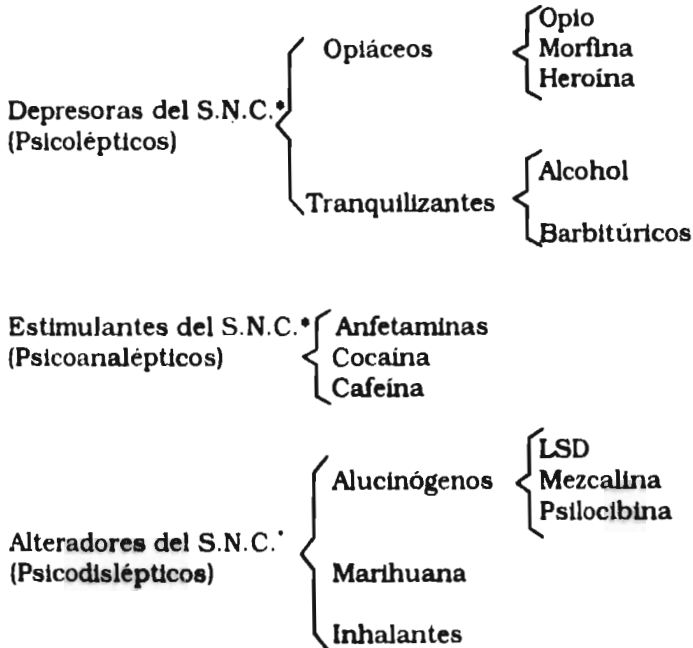 Opiáceos
Opio
Morfina
Heroína
Depresoras del S.N.C.*
(Psicolépticos)
Tranquilizantes
Alcohol
Barbitúricos
Estimulantes del S.N.C.*
(Psicoanalépticos)
Anfetaminas
Cocaína
Cafeína
Alteradores del S.N.C.*
(Psicodislépticos)
Alucinógenos
LSD
Mezcalina
Psilocibina
Marihuana
Inhalantes